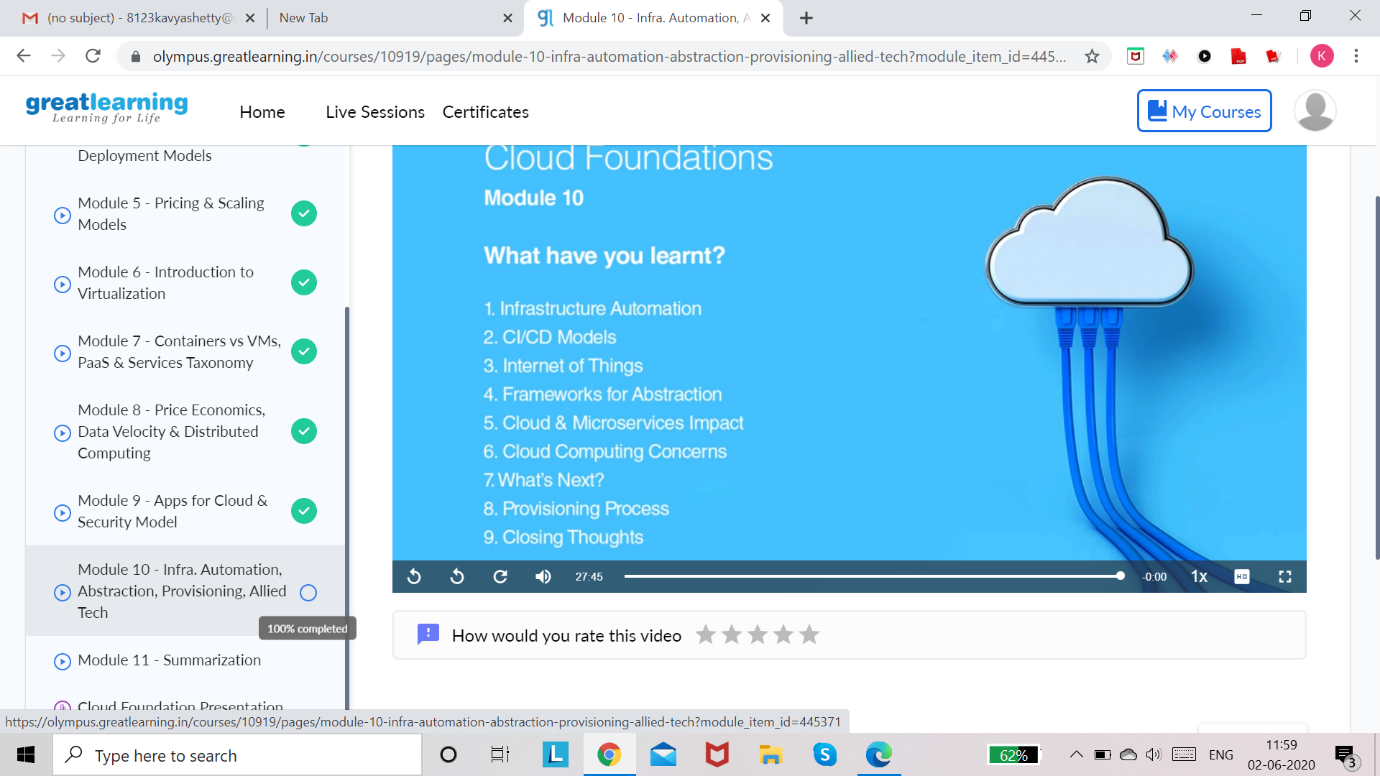 (no subject) - 8123kavyashetty@
New Tab
Module 10 - Infra. Automation, A
olympus.greatlearning.in/courses/10919/pages/module-10-infra-automation-abstraction-provisioning-allied-tech?module_item_id=445...
K
greatlearning
Learning for Life
Home
Live Sessions
Certificates
My Courses
K
Deployment Models
Module 5 - Pricing & Scaling
Models
Module 6 - Introduction to
Virtualization
Module 7 - Containers vs VMs,
PaaS & Services Taxonomy
Module 8 - Price Economics,
Data Velocity & Distributed
Computing
Module 9 - Apps for Cloud &
Security Model
Module 10 - Infra. Automation,
Abstraction, Provisioning, Allied
Tech
100% completed
Module 11 - Summarization
Cloud Foundation Presentation
Cloud Foundations
Module 10
What have you learnt?
1. Infrastructure Automation
2. CI/CD Models
3. Internet of Things
4. Frameworks for Abstraction
5. Cloud & Microservices Impact
6. Cloud Computing Concerns
7. What's Next?
8. Provisioning Process
9. Closing Thoughts
27:45
-0:00
1x
HD
How would you rate this video
https://olympus.greatlearning.in/courses/10919/pages/module-10-infra-automation-abstraction-provisioning-allied-tech?module_item_id=445371
Type here to search
L
S
62%
ENG
11:59
02-06-2020
3